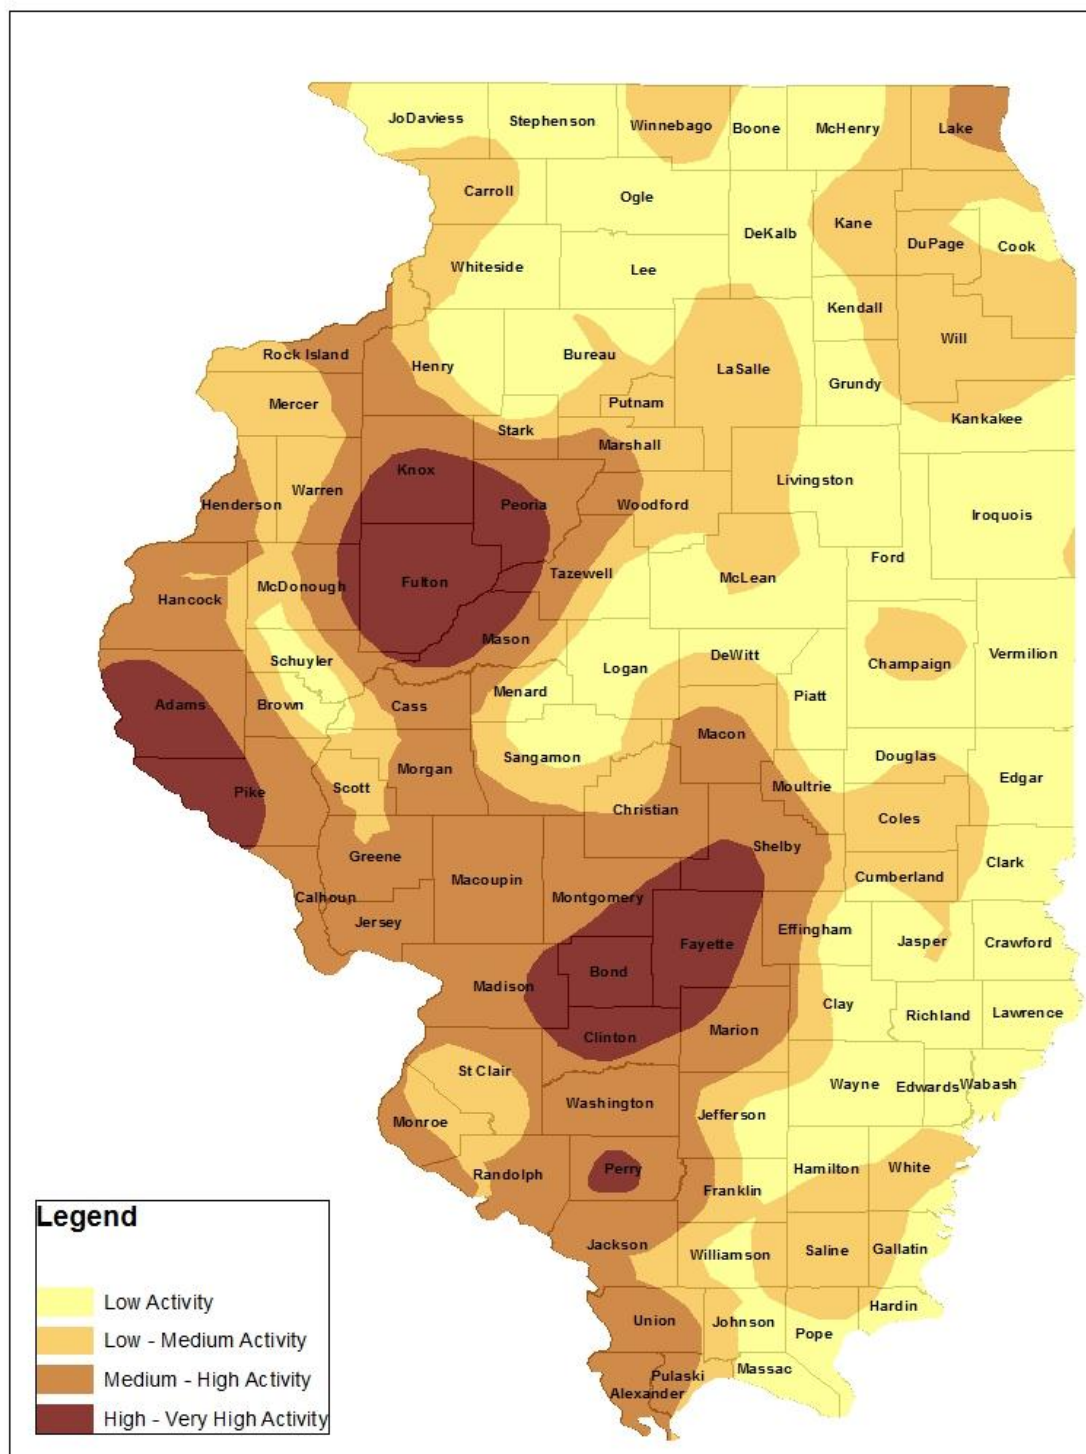 JoDaviess
Stephenson
Winnebago
Boone
McHenry
Lake
Carroll
Ogle
DeKalb
Kane
DuPage
Cook
Whiteside
Lee
Kendall
Will
Rock Island
Henry
Bureau
LaSalle
Grundy
Mercer
Putnam
Kankakee
Stark
Marshall
Knox
Warren
Henderson
Peoria
Woodford
Livingston
Iroquois
Ford
Hancock
McDonough
Fulton
Tazewell
McLean
Mason
Schuyler
Logan
DeWitt
Champaign
Vermilion
Adams
Brown
Cass
Menard
Piatt
Macon
Sangamon
Douglas
Edgar
Pike
Scott
Morgan
Moultrie
Christian
Coles
Greene
Shelby
Clark
Macoupin
Cumberland
Calhoun
Montgomery
Jersey
Effingham
Fayette
Jasper
Crawford
Bond
Madison
Clay
Richland
Lawrence
Clinton
Marion
St Clair
Wayne
Edwards
Wabash
Washington
Monroe
Jefferson
Randolph
Perry
Hamilton
White
Franklin
Jackson
Williamson
Saline
Gallatin
Hardin
Union
Johnson
Pope
Massac
Pulaski
Alexander
Legend
Low Activity
Low - Medium Activity
Medium - High Activity
High - Very High Activity